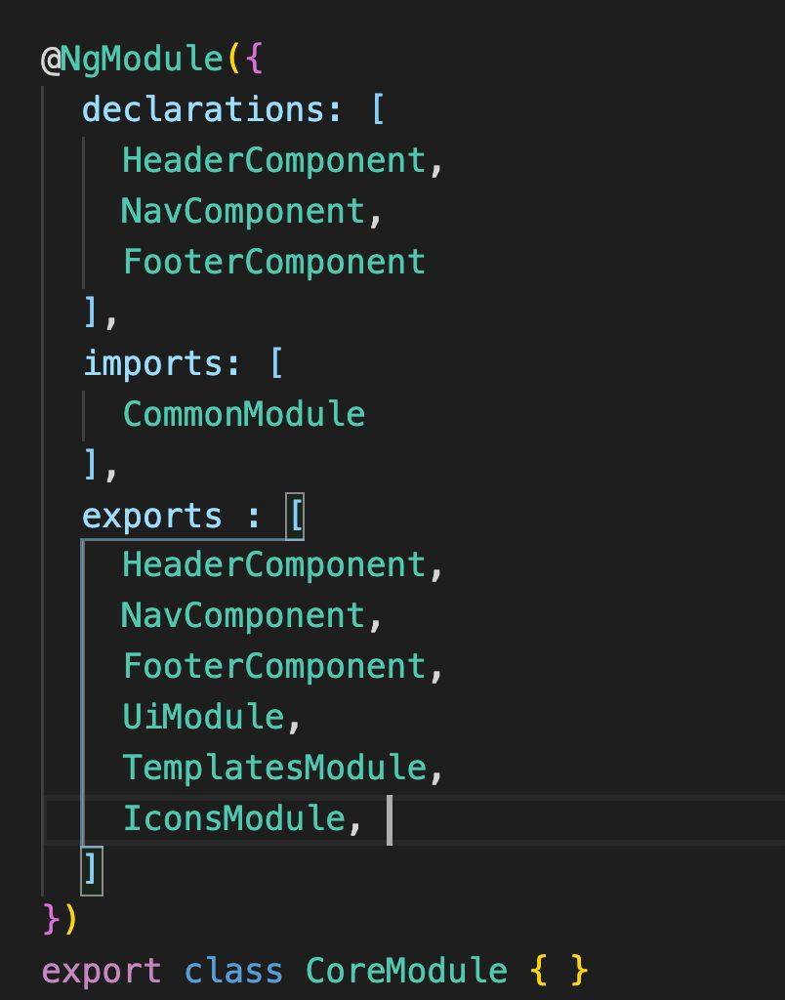 @NgModule({
declarations: [
HeaderComponent,
NavComponent,
FooterComponent
],
imports: [
CommonModule
],
exports : [
HeaderComponent,
NavComponent,
FooterComponent,
UiModule,
TemplatesModule,
IconsModule,
]
})
export class CoreModule { }